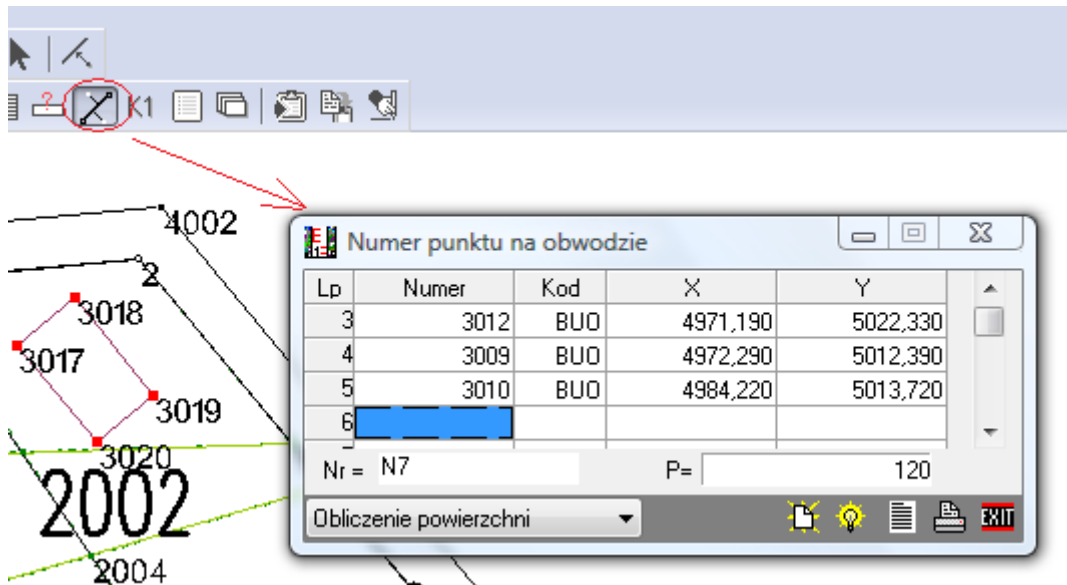 K1
4002
2
3018
3017
3019
3020
2002
2004
Numer punktu na obwodzie
Lp Numer Kod X Y
3 3012 BUO 4971,190 5022,330
4 3009 BUO 4972,290 5012,390
5 3010 BUO 4984,220 5013,720
6
Nr = N7 P= 120
Obliczenie powierzchni EXIT